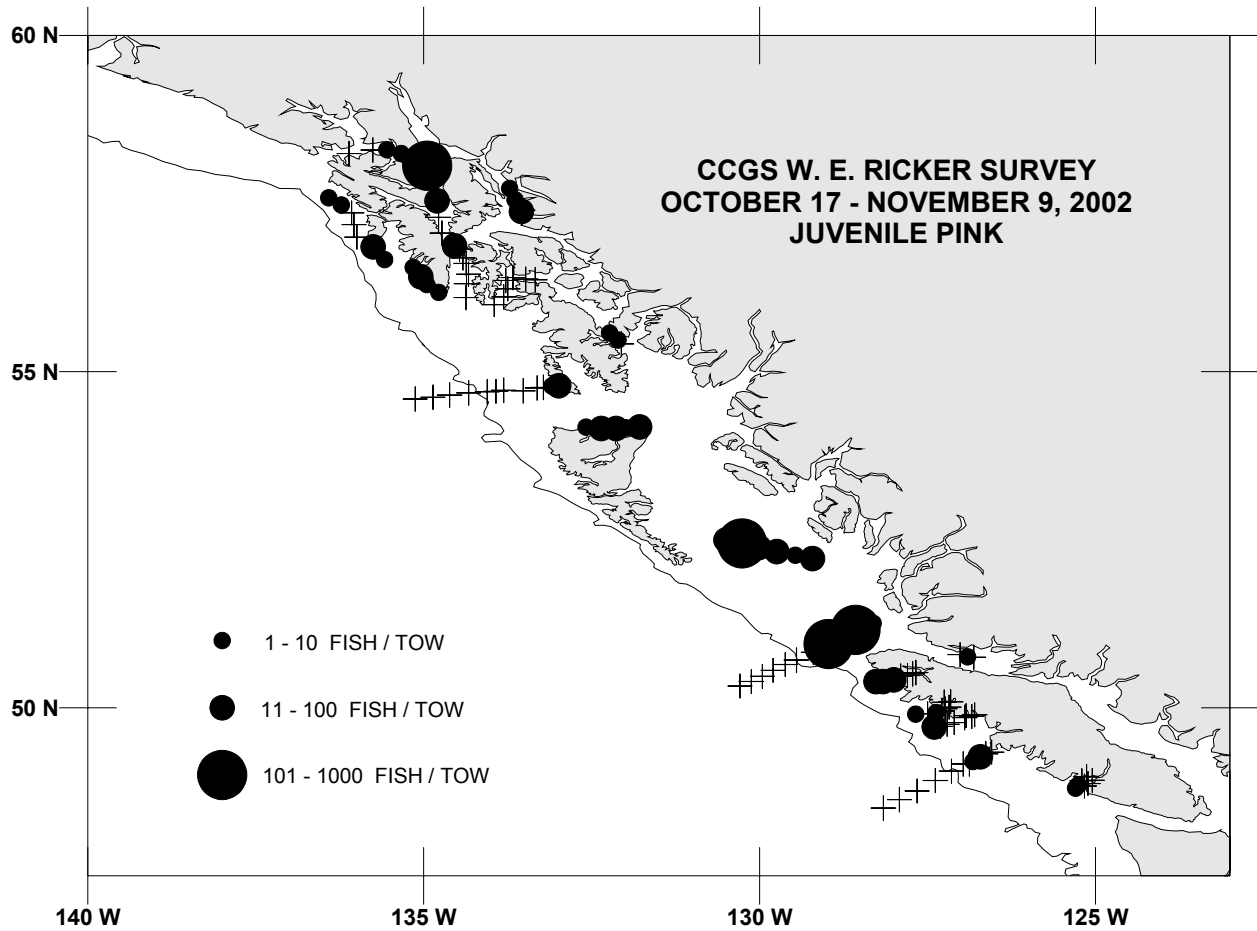 60 N
CCGS W. E. RICKER SURVEY
OCTOBER 17 - NOVEMBER 9, 2002
JUVENILE PINK
55 N
1 - 10 FISH / TOW
50 N
11 - 100 FISH / TOW
101 - 1000 FISH / TOW
140 W
135 W
130 W
125 W